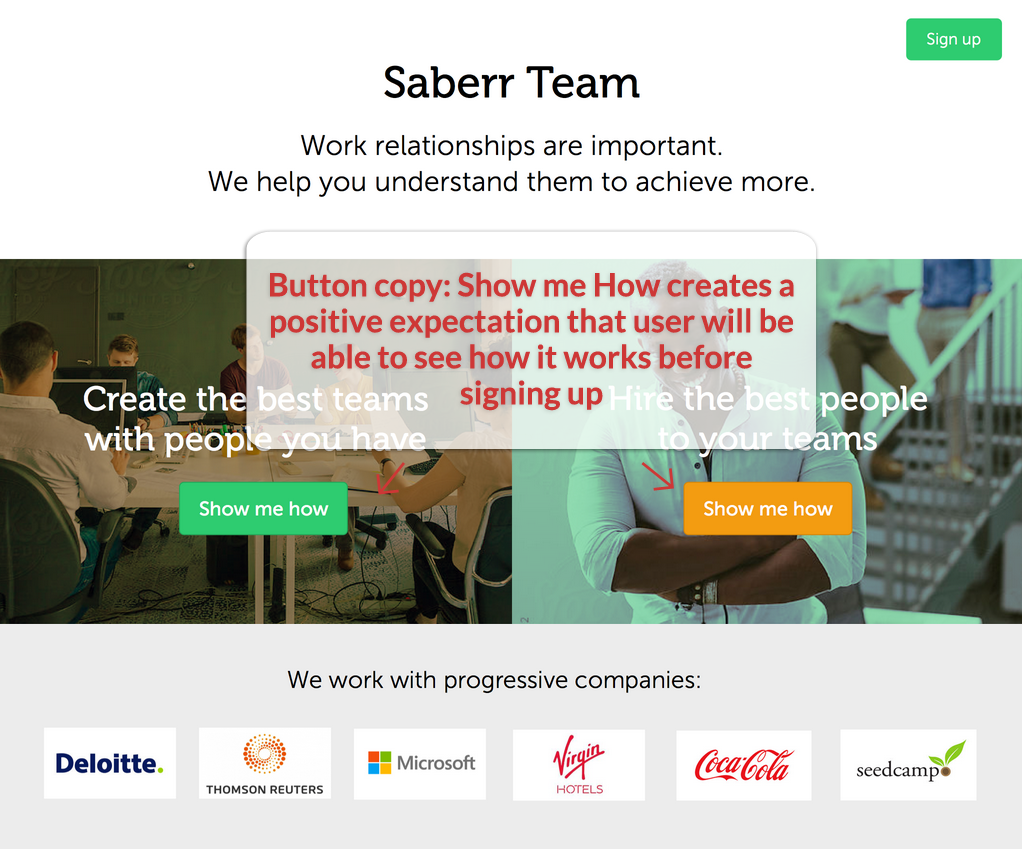 Sign up
Saberr Team
Work relationships are important.
We help you understand them to achieve more.
Button copy: Show me How creates a
positive expectation that user will be
able to see how it works before
signing up
Create the best teams
with people you have
Show me how
Hire the best people
to your teams
Show me how
We work with progressive companies:
Deloitte.
THOMSON REUTERS
Microsoft
Virgin
HOTELS
Coca-Cola
seedcamp